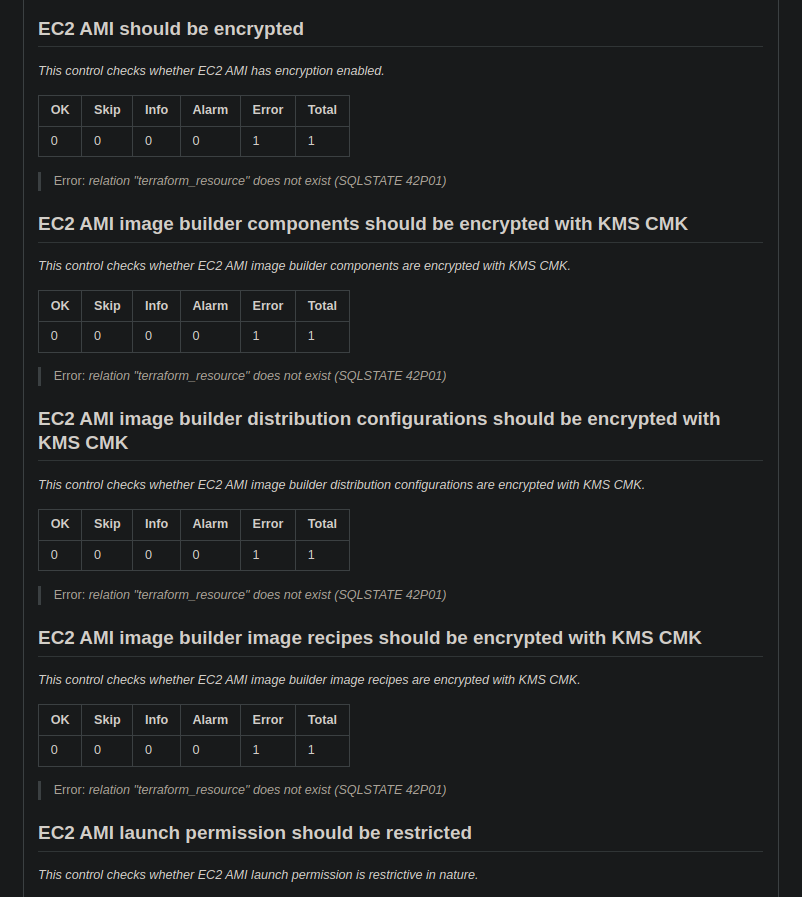 EC2 AMI should be encrypted
This control checks whether EC2 AMI has encryption enabled.
OK Skip Info Alarm Error Total
0 0 0 0 1 1
Error: relation "terraform_resource" does not exist (SQLSTATE 42P01)
EC2 AMI image builder components should be encrypted with KMS CMK
This control checks whether EC2 AMI image builder components are encrypted with KMS CMK.
OK Skip Info Alarm Error Total
0 0 0 0 1 1
Error: relation "terraform_resource" does not exist (SQLSTATE 42P01)
EC2 AMI image builder distribution configurations should be encrypted with
KMS CMK
This control checks whether EC2 AMI image builder distribution configurations are encrypted with KMS CMK.
OK Skip Info Alarm Error Total
0 0 0 0 1 1
Error: relation "terraform_resource" does not exist (SQLSTATE 42P01)
EC2 AMI image builder image recipes should be encrypted with KMS CMK
This control checks whether EC2 AMI image builder image recipes are encrypted with KMS CMK.
OK Skip Info Alarm Error Total
0 0 0 0 1 1
Error: relation "terraform_resource" does not exist (SQLSTATE 42P01)
EC2 AMI launch permission should be restricted
This control checks whether EC2 AMI launch permission is restrictive in nature.